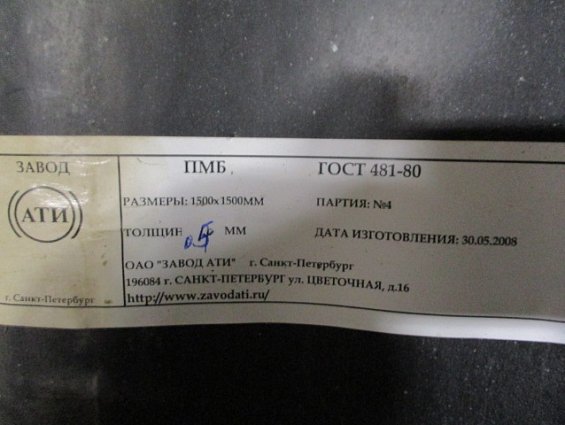 ЗАВОД
АТИ
г. Санкт-Петербург
ПМБ ГОСТ 481-80
РАЗМЕРЫ: 1500х1500ММ ПАРТИЯ: №4
ТОЛЩИН ММ ДАТА ИЗГОТОВЛЕНИЯ: 30.05.2008
ОАО "ЗАВОД АТИ" г. Санкт-Петербург
196084 г. САНКТ-ПЕТЕРБУРГ ул. ЦВЕТОЧНАЯ, д.16
http://www.zavodati.ru/